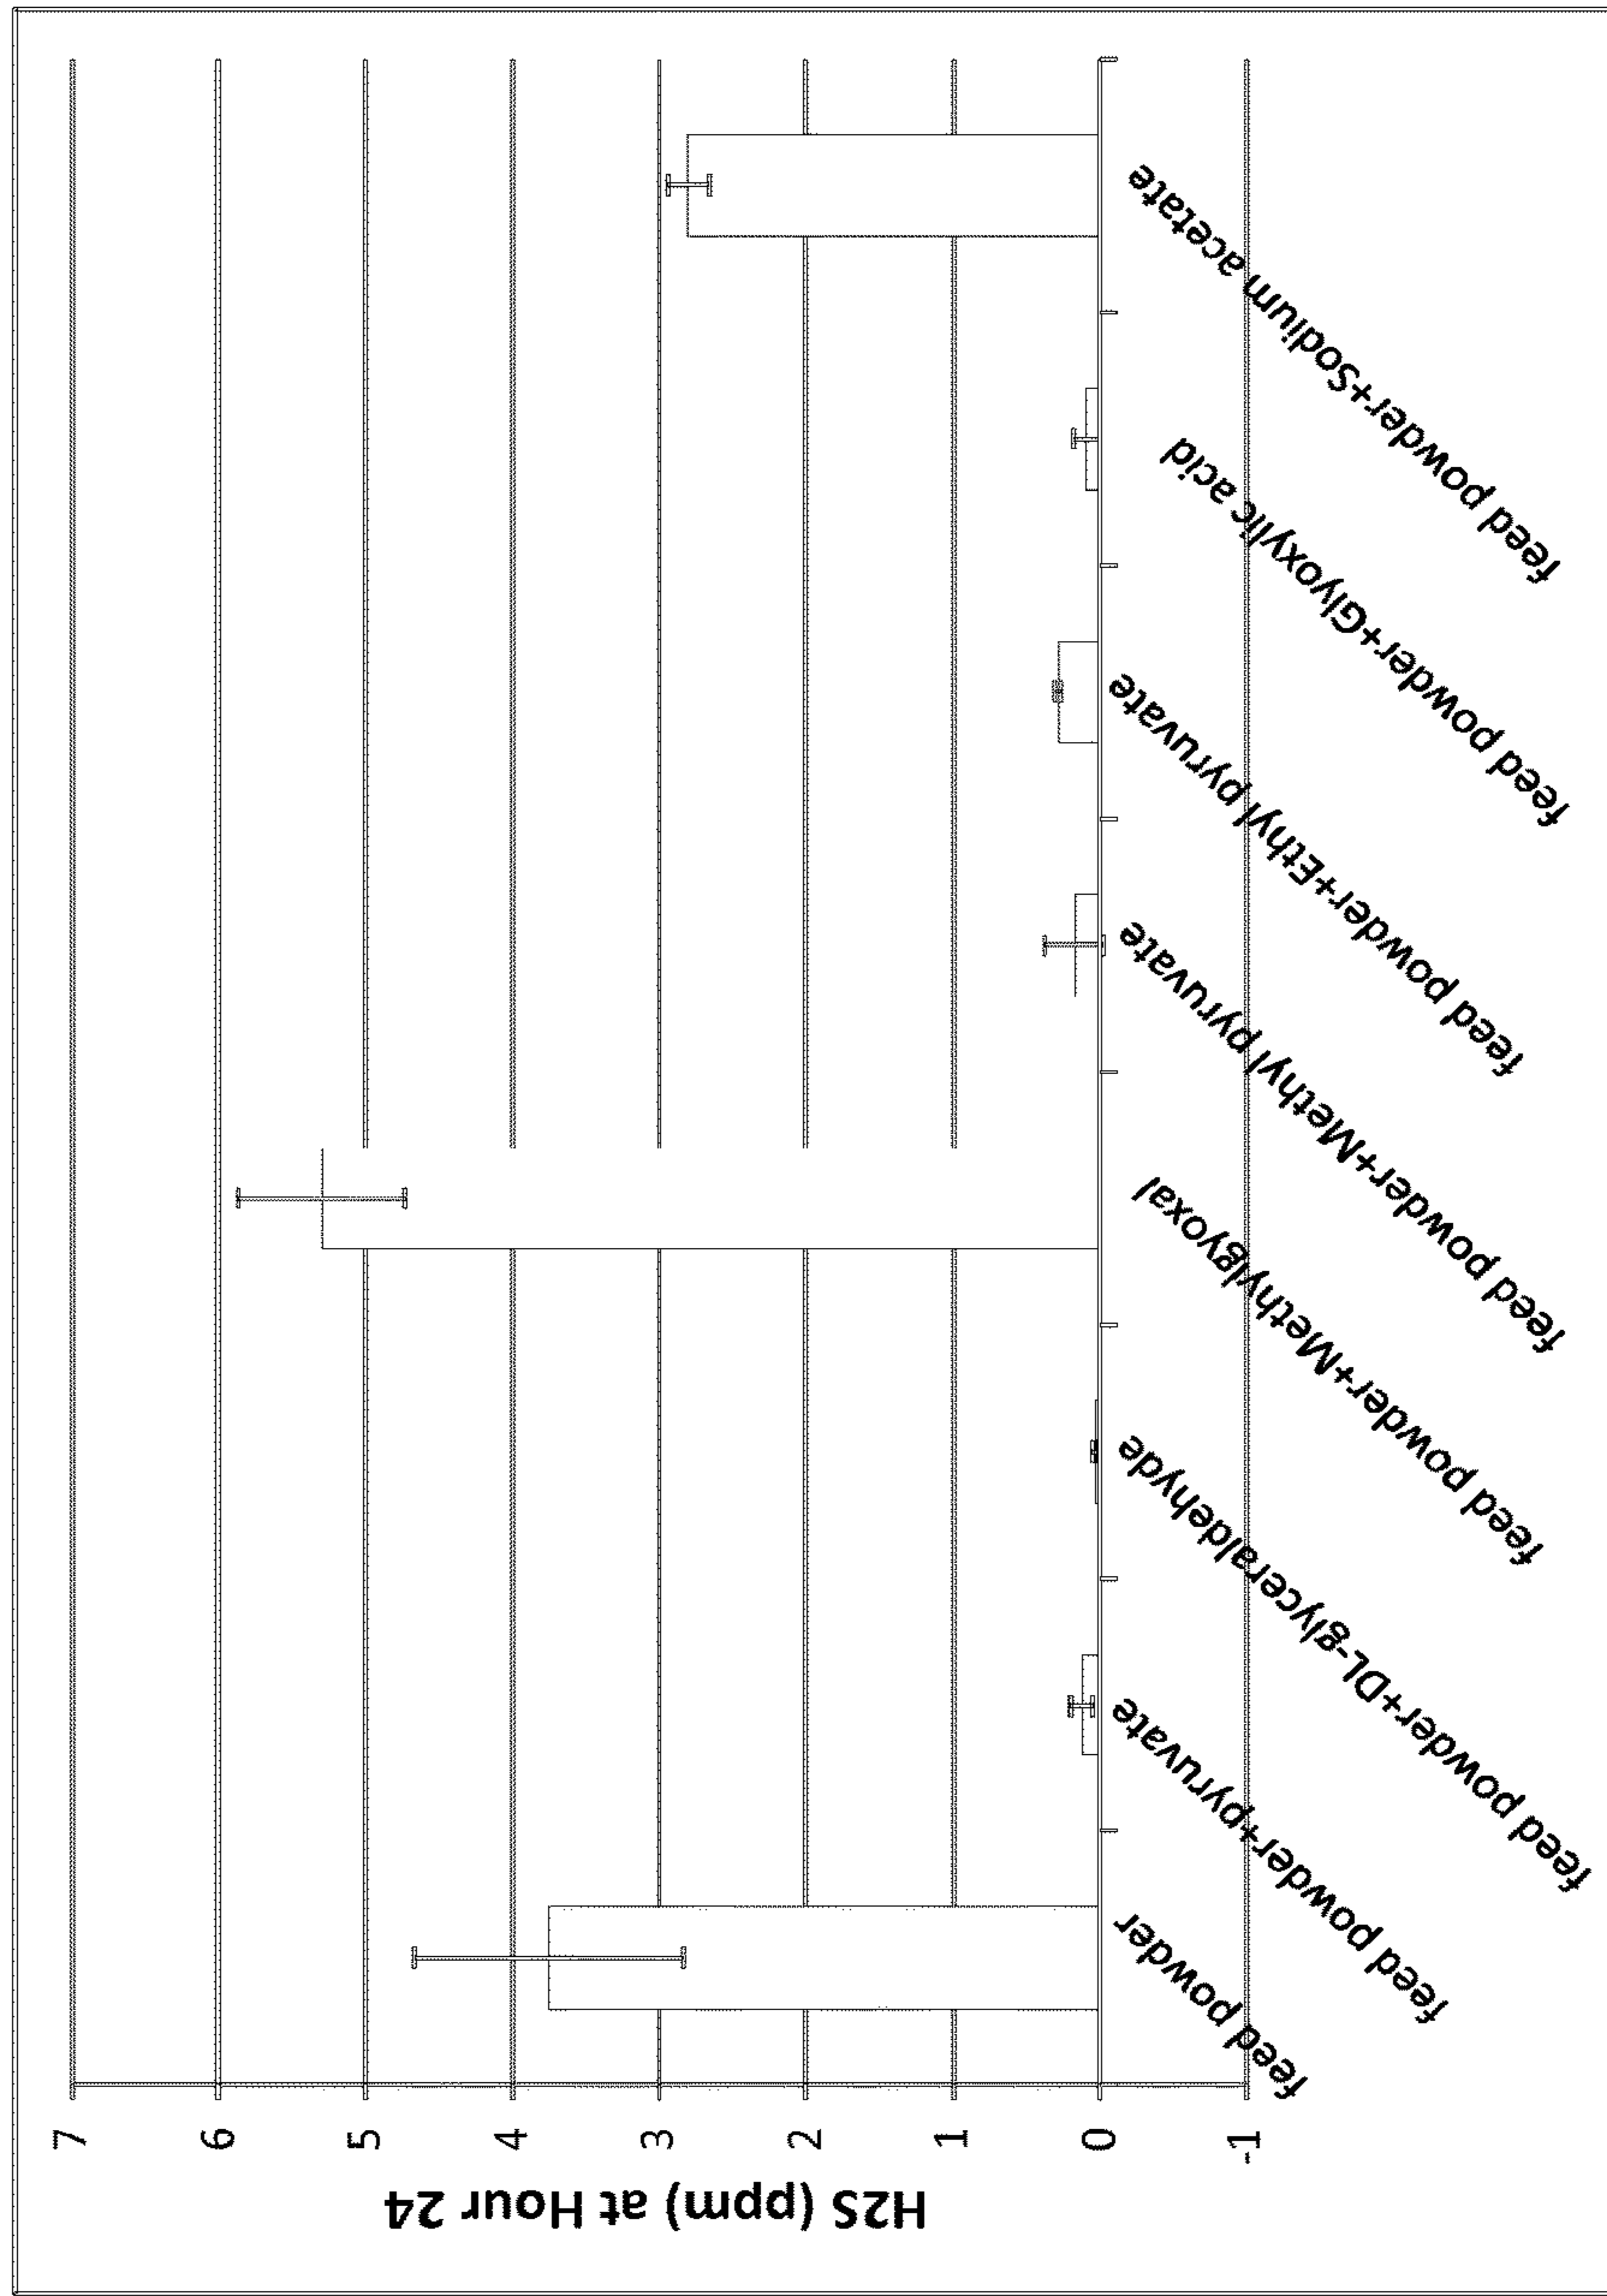 H2S (ppm) at Hour 24
7
6
5
4
3
2
1
0
-1
feed powder
feed powder+pyruvate
feed powder+DL-glyceraldehyde
feed powder+Methylgyoxal
feed powder+Methyl pyruvate
feed powder+Ethyl pyruvate
feed powder+Glyoxylic acid
feed powder+Sodium acetate